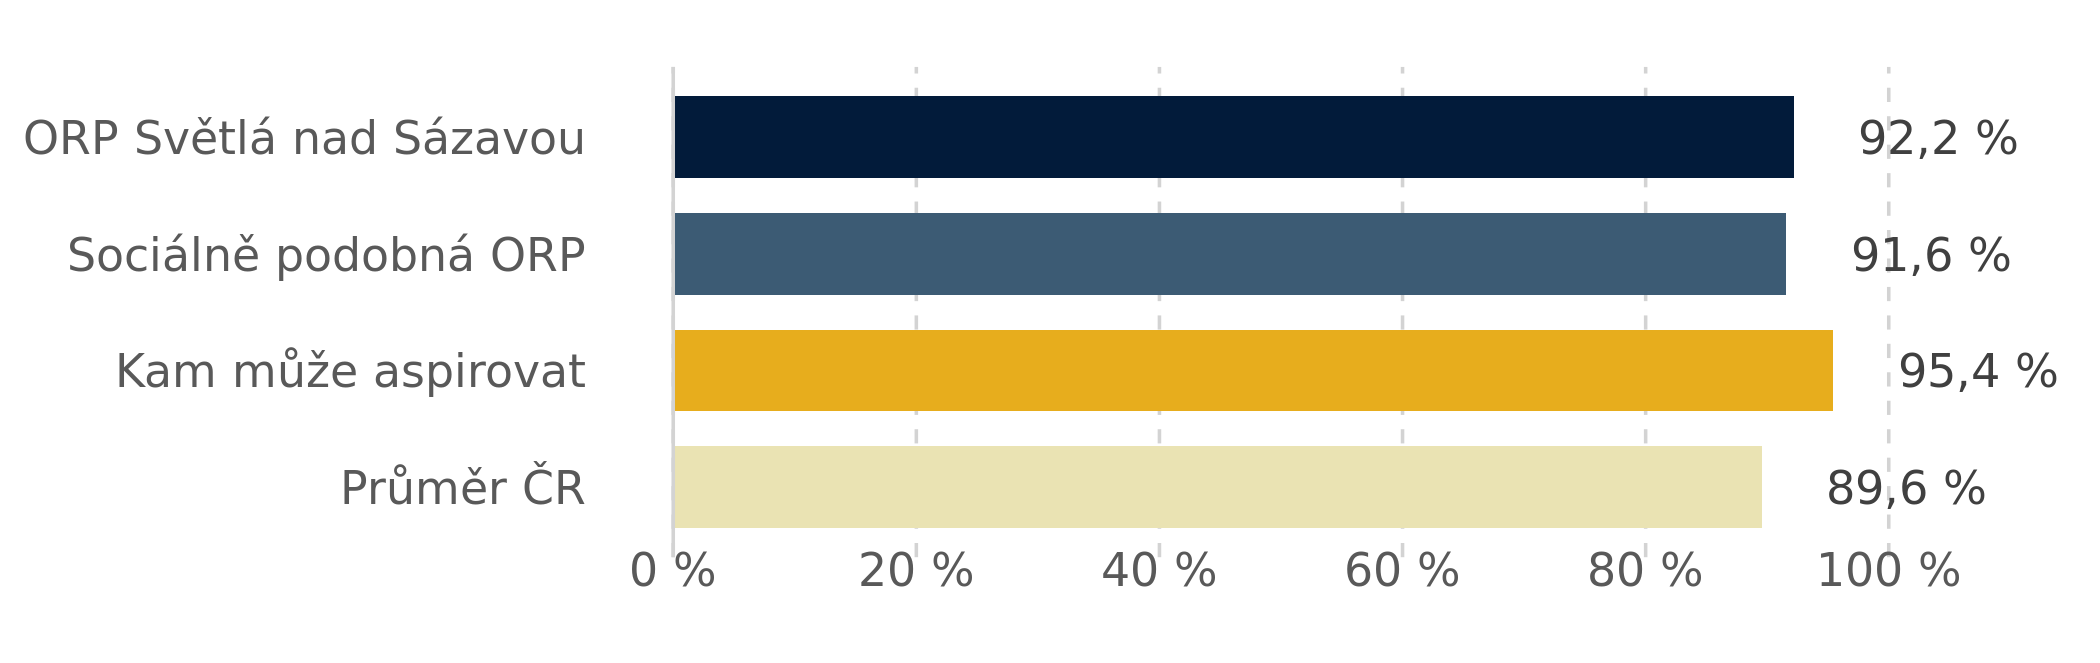 ORP Světlá nad Sázavou 92,2 %
Sociálně podobná ORP 91,6 %
Kam může aspirovat 95,4 %
Průměr ČR 89,6 %
0 % 20 % 40 % 60 % 80 % 100 %